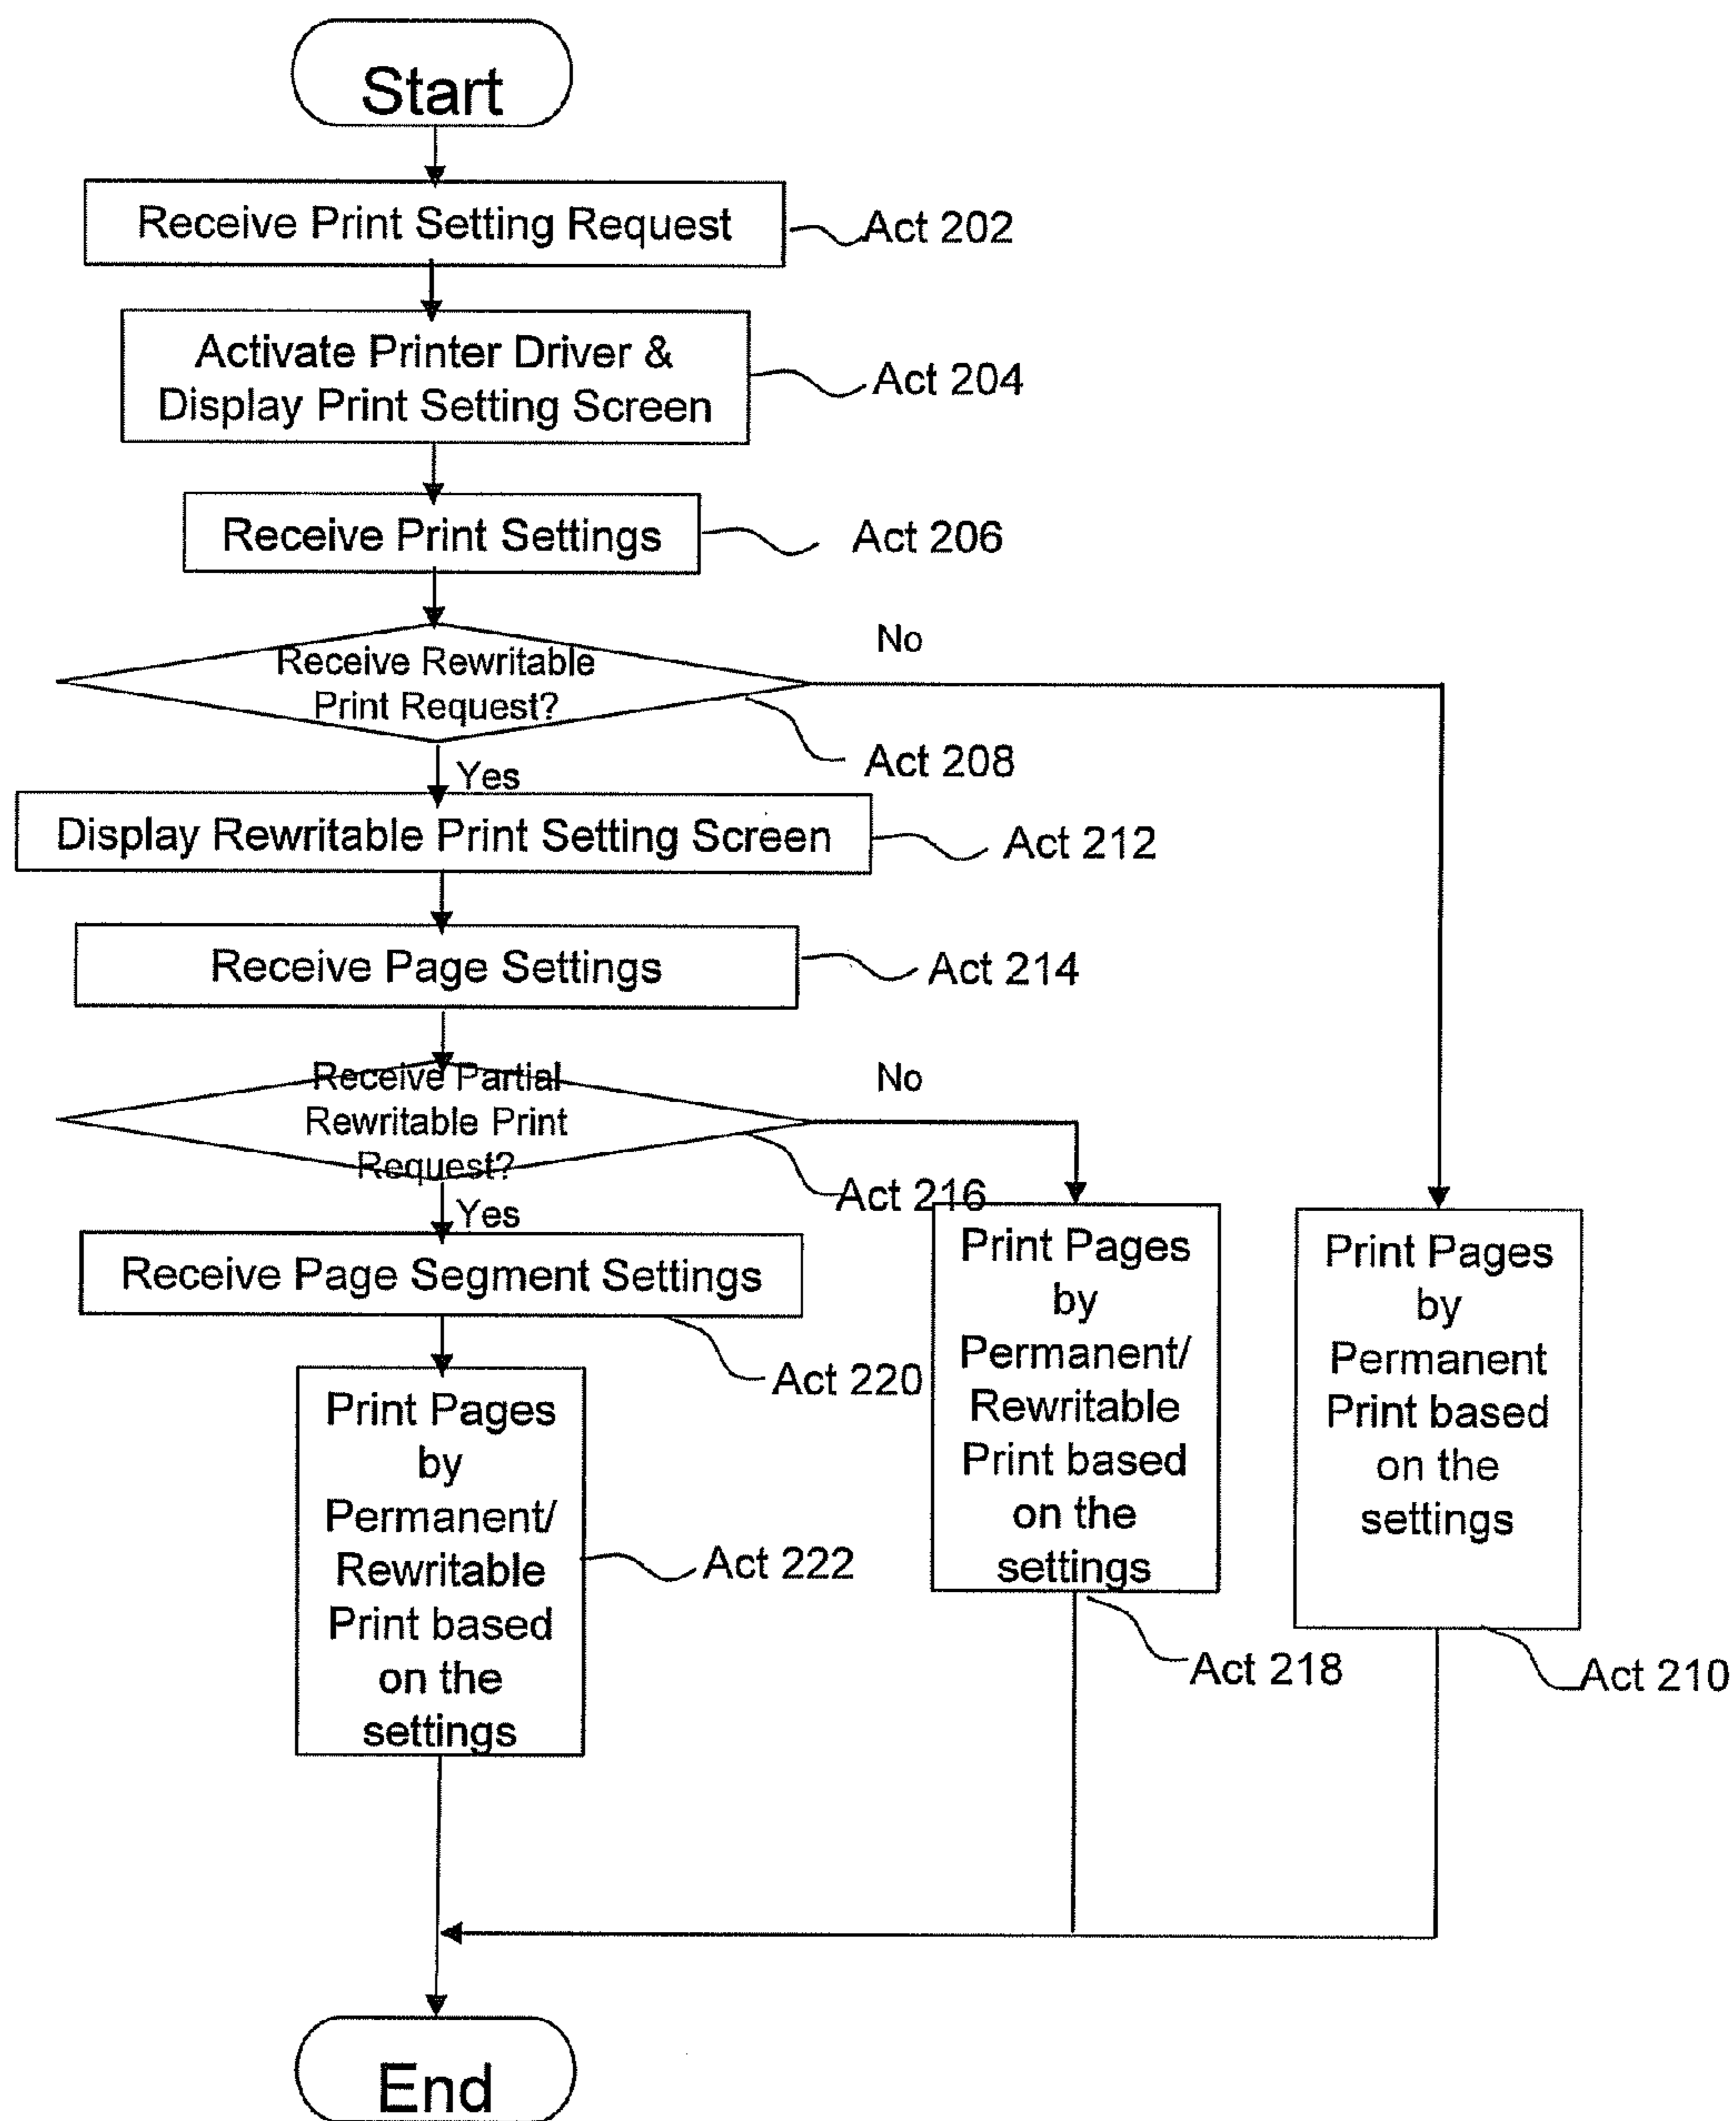 Start
Receive Print Setting Request
Act 202
Activate Printer Driver &
Display Print Setting Screen
Act 204
Receive Print Settings
Act 206
Receive Rewritable
Print Request?
No
Act 208
Yes
Display Rewritable Print Setting Screen
Act 212
Receive Page Settings
Act 214
Receive Partial
Rewritable Print
Request?
No
Act 216
Yes
Receive Page Segment Settings
Act 220
Print Pages
by
Permanent/
Rewritable
Print based
on the
settings
Act 222
Print Pages
by
Permanent/
Rewritable
Print based
on the
settings
Act 218
Print Pages
by
Permanent
Print based
on the
settings
Act 210
End